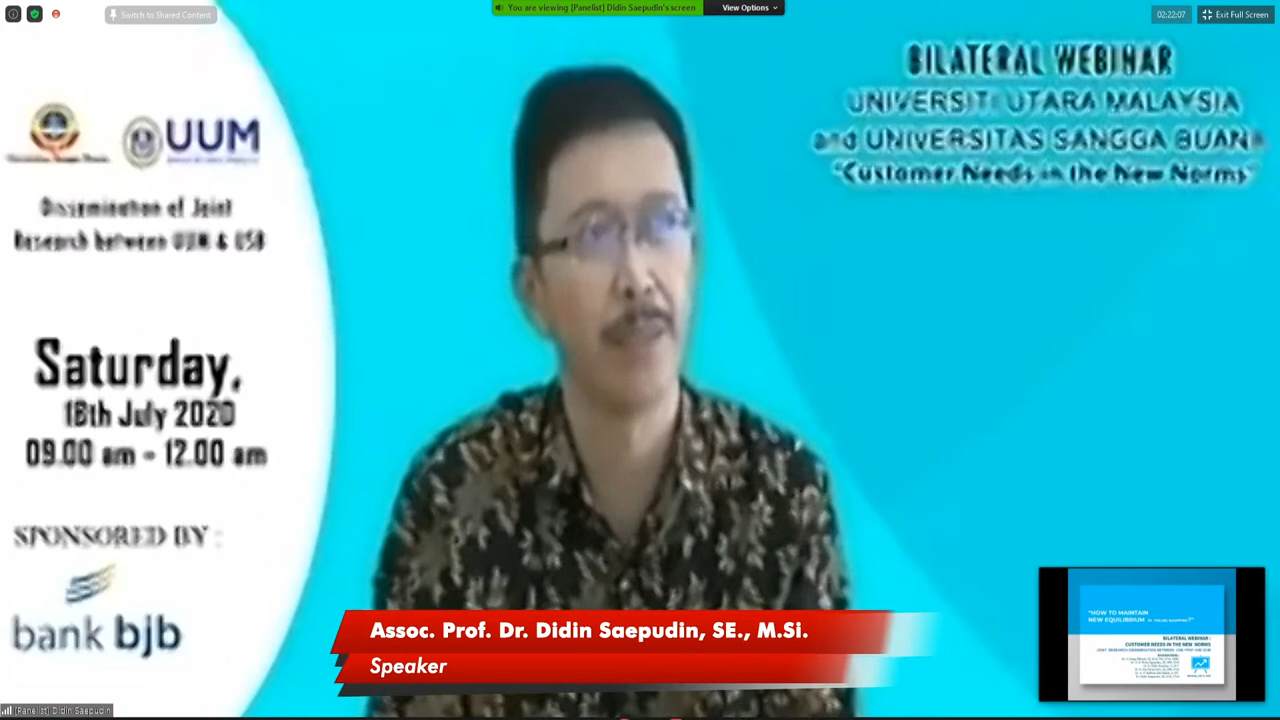 Switch to Shared Content
You are viewing [Panelist] Didin Saepudin's screen
View Options
02:22:07
Exit Full Screen
BILATERAL WEBINAR
UNIVERSITI UTARA MALAYSIA
and UNIVERSITAS SANGGA BUANA
"Customer Needs in the New Norms"
UUM
Dissemination of Joint
Research between UUM & USB
Saturday,
18th July 2020
09.00 am - 12.00 am
SPONSORED BY :
bank bjb
Assoc. Prof. Dr. Didin Saepudin, SE., M.Si.
Speaker
"HOW TO MAINTAIN
NEW EQUILIBRIUM
BILATERAL WEBINAR :
CUSTOMER NEEDS IN THE NEW NORMS
[Panelist] Didin Saepudin